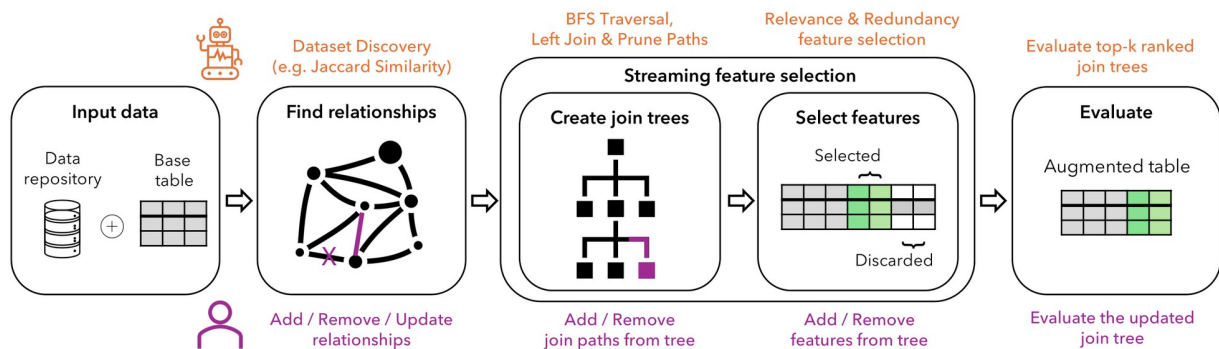 BFS Traversal,
Left Join & Prune Paths
Relevance & Redundancy
feature selection
Dataset Discovery
(e.g. Jaccard Similarity)
Evaluate top-k ranked
join trees
Streaming feature selection
Input data
Find relationships
Create join trees
Select features
Evaluate
Data
repository
Base
table
Selected
Discarded
Augmented table
X
Add / Remove / Update
relationships
Add / Remove
join paths from tree
Add / Remove
features from tree
Evaluate the updated
join tree